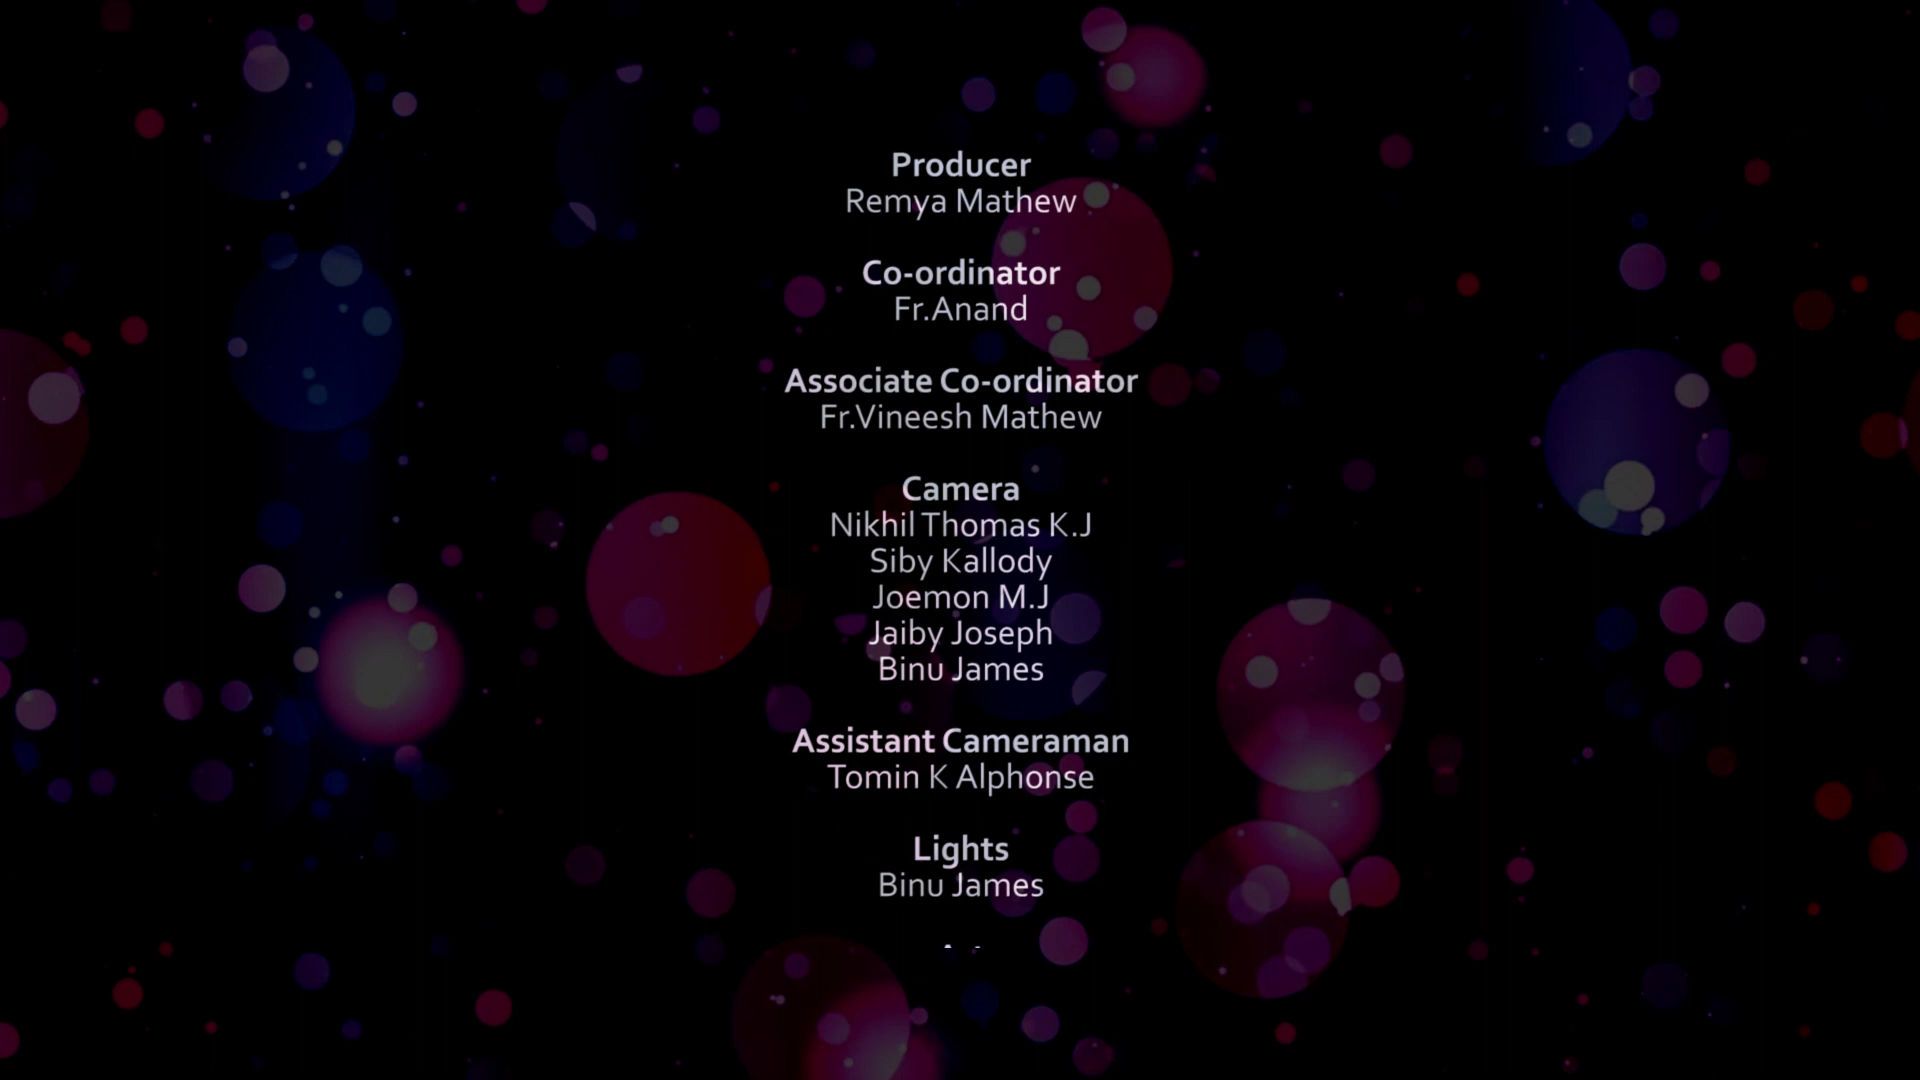 Producer
Remya Mathew
Co-ordinator
Fr.Anand
Associate Co-ordinator
Fr.Vineesh Mathew
Camera
Nikhil Thomas K.J
Siby Kallody
Joemon M.J
Jaiby Joseph
Binu James
Assistant Cameraman
Tomin K Alphonse
Lights
Binu James